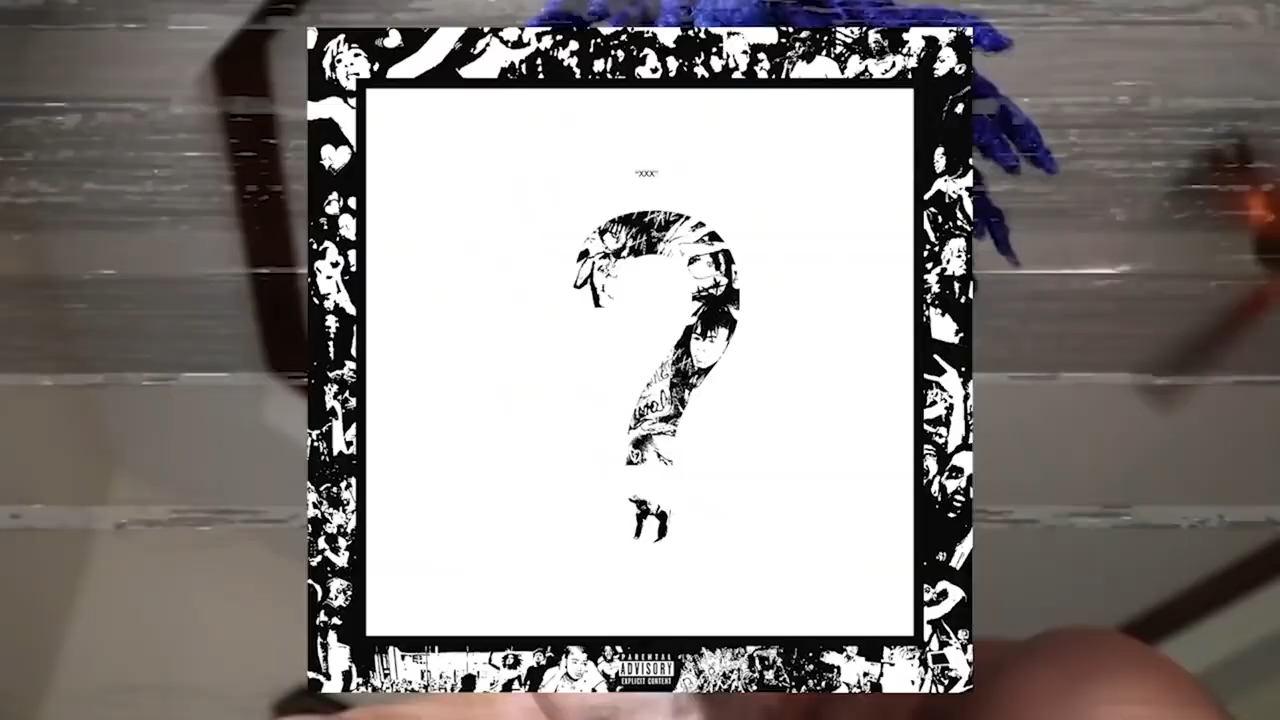 "XXX"
?
PARENTAL
ADVISORY
EXPLICIT CONTENT